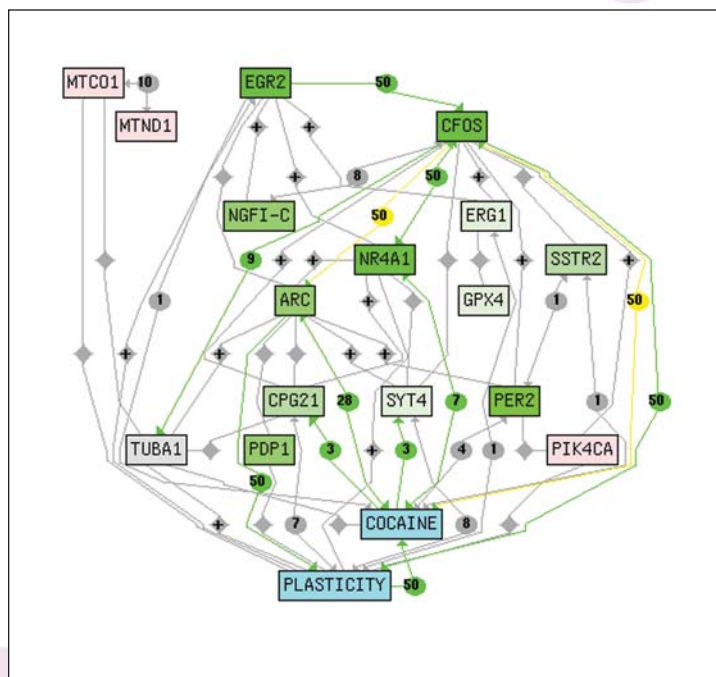 MTCO1
10
EGR2
50
MTND1
CFOS
+
+
8
50
+
NGFI-C
50
ERG1
9
+
+
NR4A1
SSTR2
+
1
ARC
+
GPX4
1
50
+
+
+
+
CPG21
28
SYT4
7
PER2
1
50
TUBA1
PDP1
3
+
3
4
1
PIK4CA
50
+
7
COCAINE
8
PLASTICITY
50